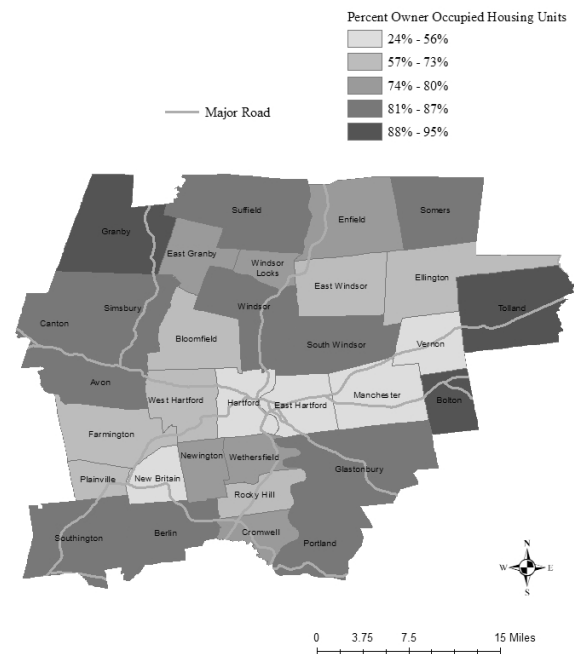 Percent Owner Occupied Housing Units
24% - 56%
57% - 73%
74% - 80%
81% - 87%
88% - 95%
Major Road
Granby
Suffield
Enfield
Somers
East Granby
Windsor
Locks
East Windsor
Ellington
Canton
Simsbury
Windsor
Tolland
Bloomfield
South Windsor
Vernon
Avon
West Hartford
Hartford
East Hartford
Manchester
Bolton
Farmington
Newington
Wethersfield
Glastonbury
Plainville
New Britain
Rocky Hill
Southington
Berlin
Cromwell
Portland
N
W
E
S
0 3.75 7.5 15 Miles